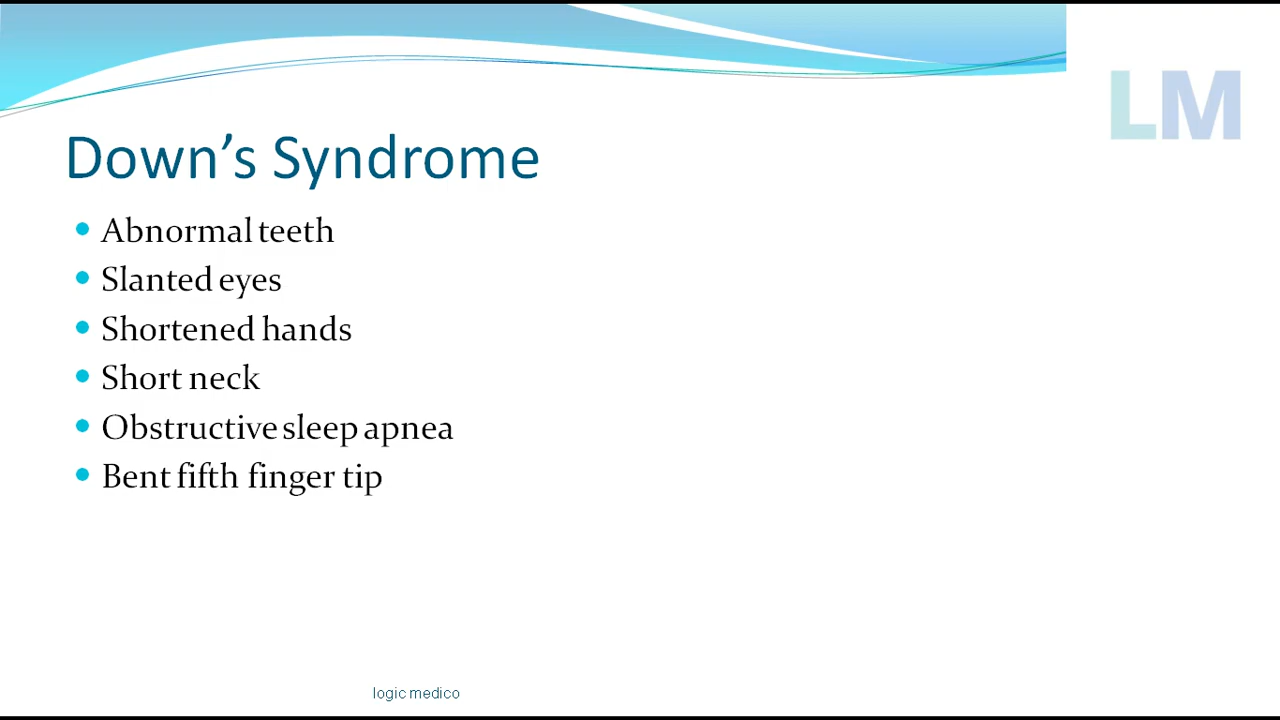 LM
Down's Syndrome
• Abnormal teeth
• Slanted eyes
• Shortened hands
• Short neck
• Obstructive sleep apnea
• Bent fifth finger tip
logic medico